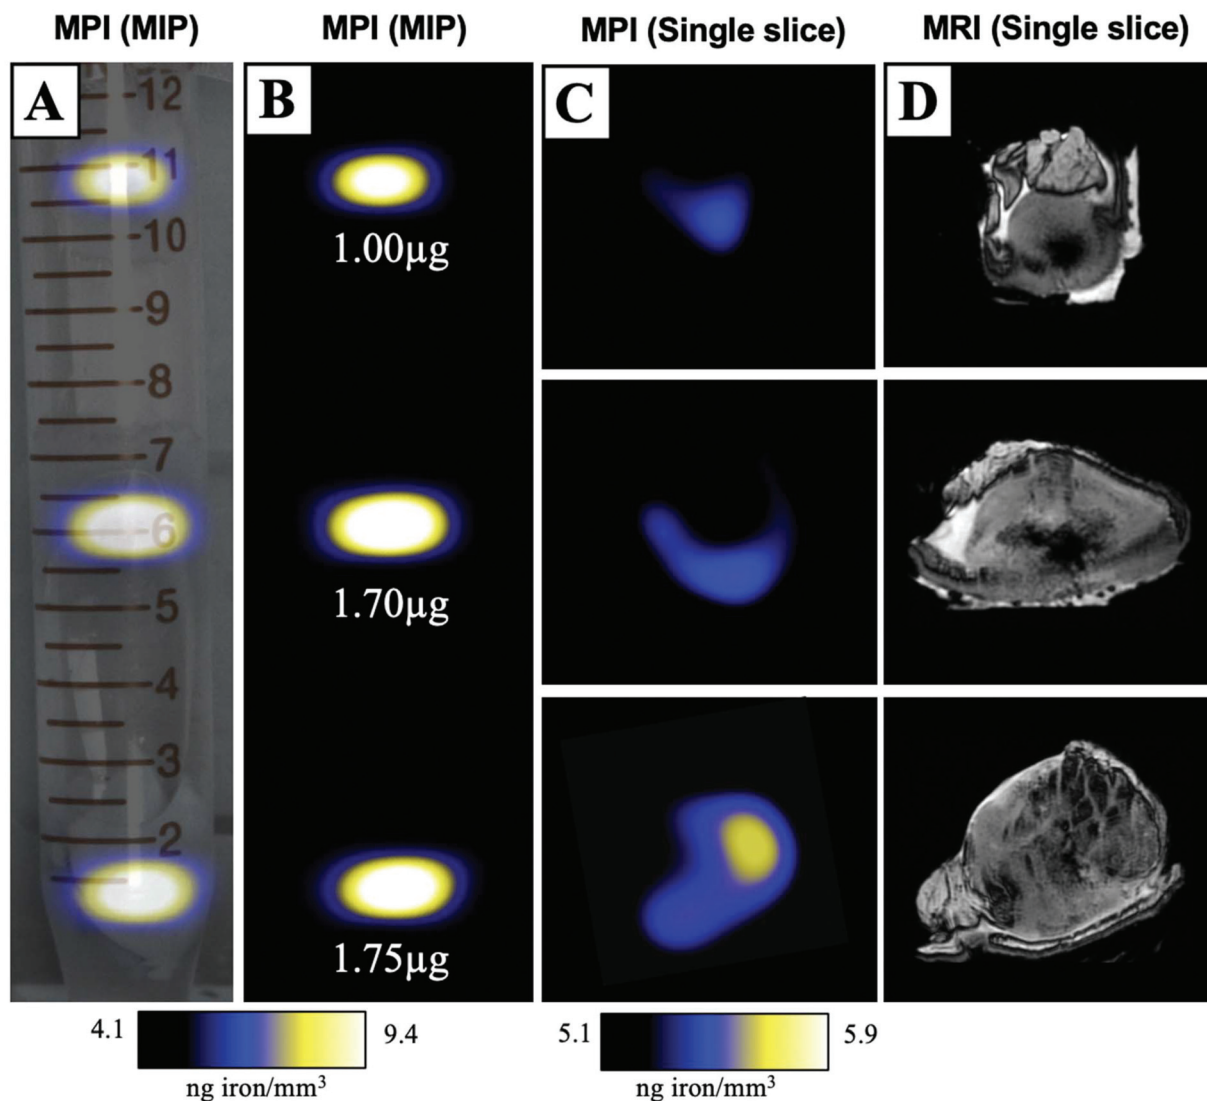 MPI (MIP)
MPI (MIP)
MPI (Single slice)
MRI (Single slice)
A
B
C
D
12
11
10
9
8
7
6
5
4
3
2
1.00µg
1.70µg
1.75µg
4.1
9.4
ng iron/mm³
5.1
5.9
ng iron/mm³